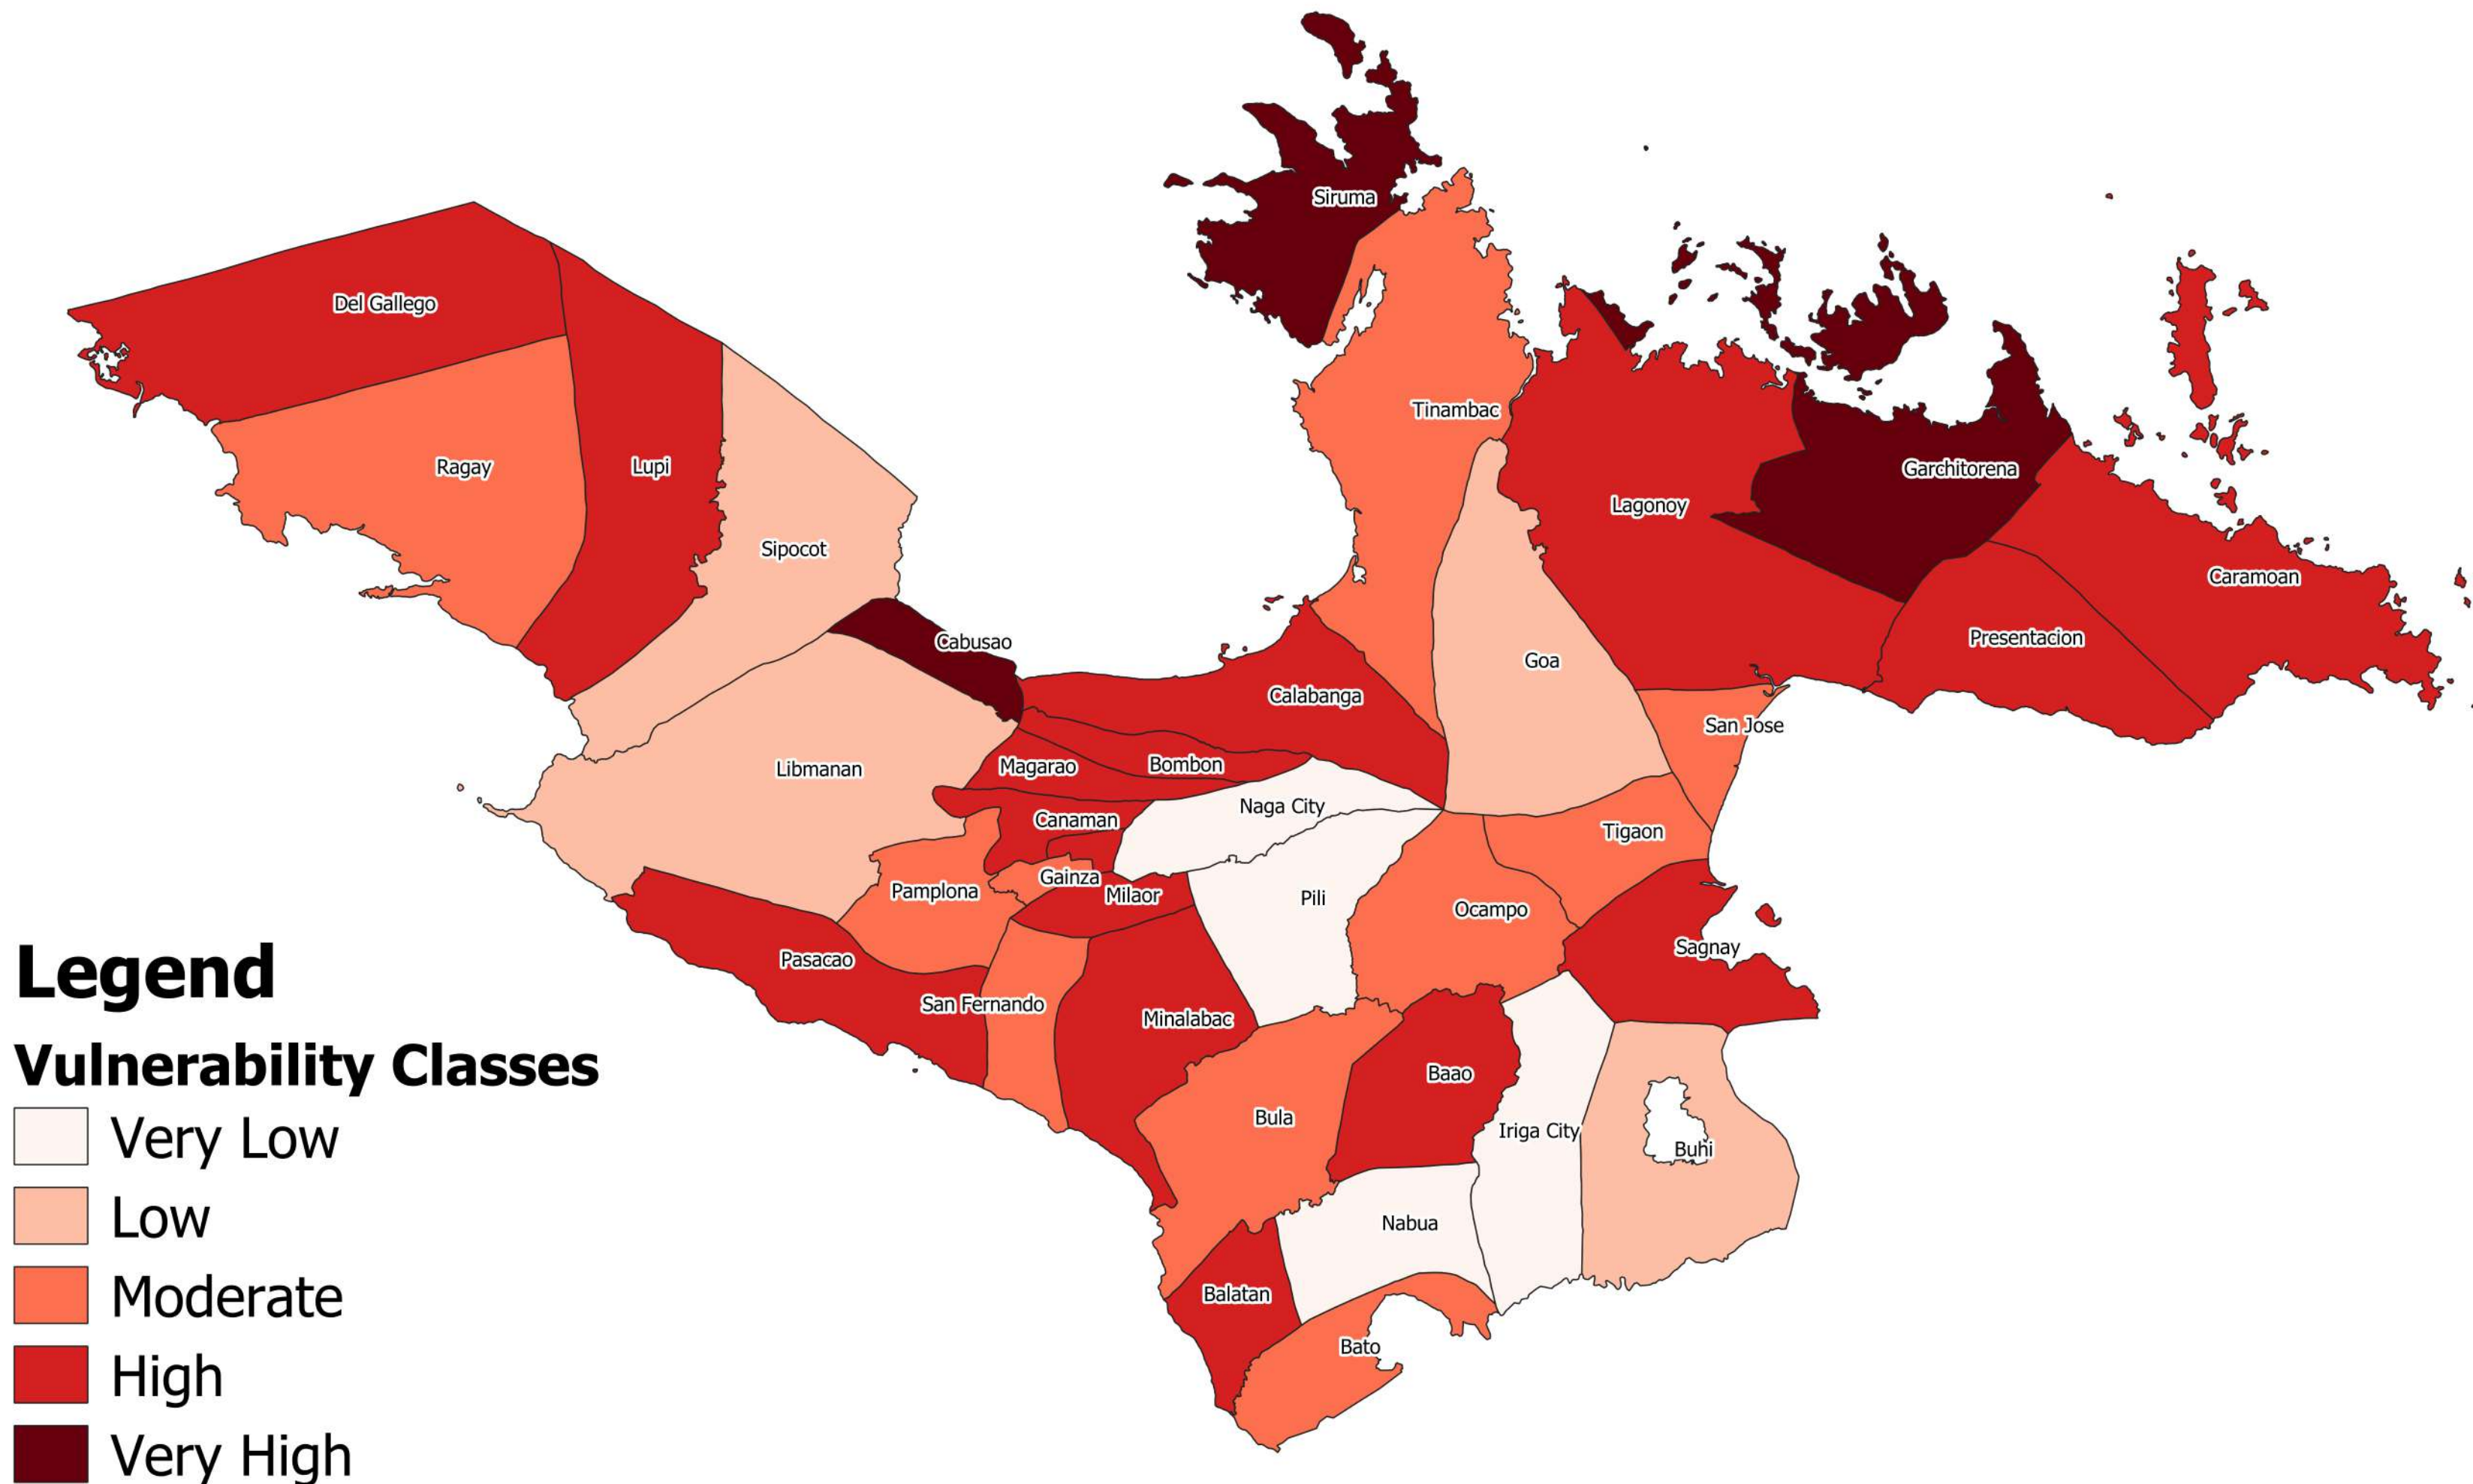 Siruma
Del Gallego
Tinambac
Ragay
Lupi
Garchitorena
Lagonoy
Sipocot
Caramoan
Cabusao
Presentacion
Goa
Calabanga
San Jose
Libmanan
Magarao
Bombon
Naga City
Canaman
Tigaon
Gainza
Pamplona
Milaor
Pili
Ocampo
Sagnay
Pasacao
San Fernando
Minalabac
Baao
Bula
Iriga City
Buhi
Nabua
Balatan
Bato
Legend
Vulnerability Classes
Very Low
Low
Moderate
High
Very High